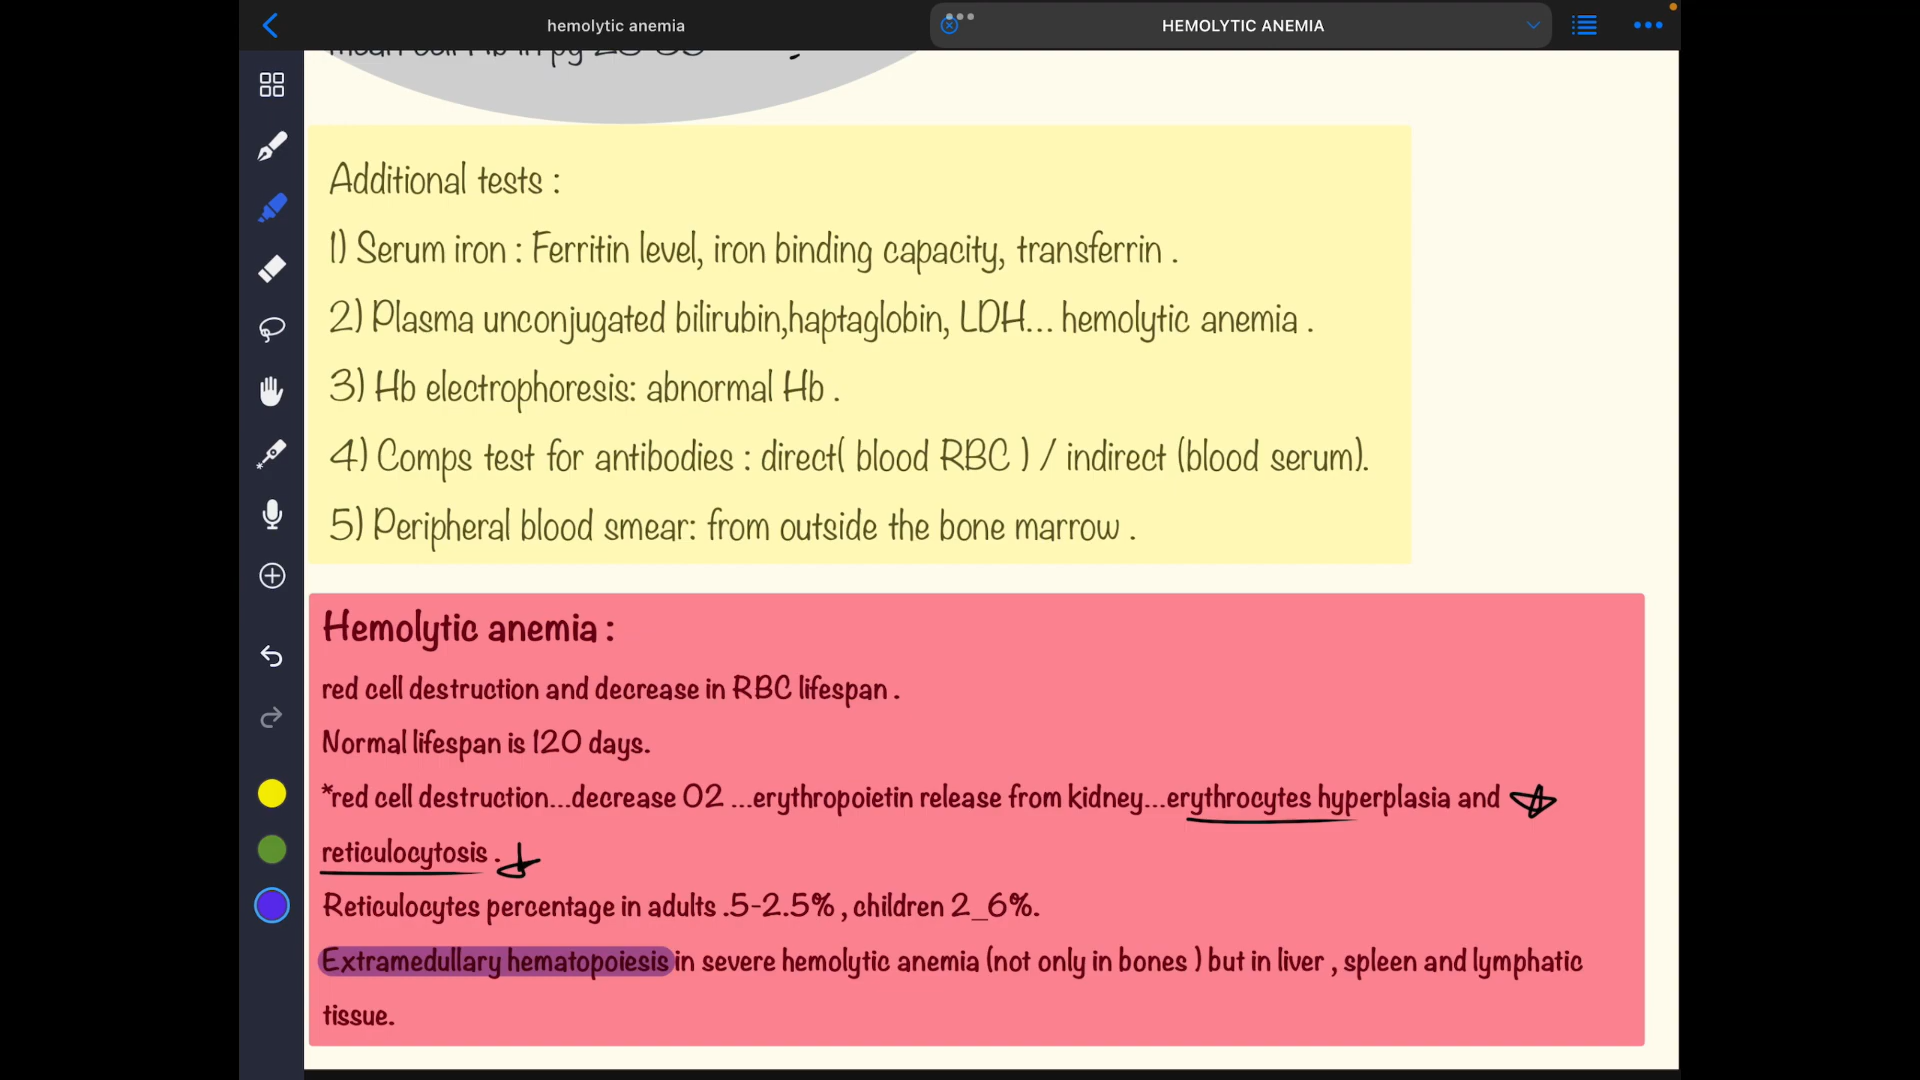 hemolytic anemia
HEMOLYTIC ANEMIA
Additional tests :
1) Serum iron : Ferritin level, iron binding capacity, transferrin .
2) Plasma unconjugated bilirubin,haptaglobin, LDH... hemolytic anemia .
3) Hb electrophoresis: abnormal Hb .
4) Comps test for antibodies : direct( blood RBC ) / indirect (blood serum).
5) Peripheral blood smear: from outside the bone marrow .
Hemolytic anemia :
red cell destruction and decrease in RBC lifespan .
Normal lifespan is 120 days.
*red cell destruction...decrease O2 ...erythropoietin release from kidney...erythrocytes hyperplasia and
reticulocytosis .
Reticulocytes percentage in adults .5-2.5% , children 2_6%.
Extramedullary hematopoiesis in severe hemolytic anemia (not only in bones ) but in liver , spleen and lymphatic
tissue.